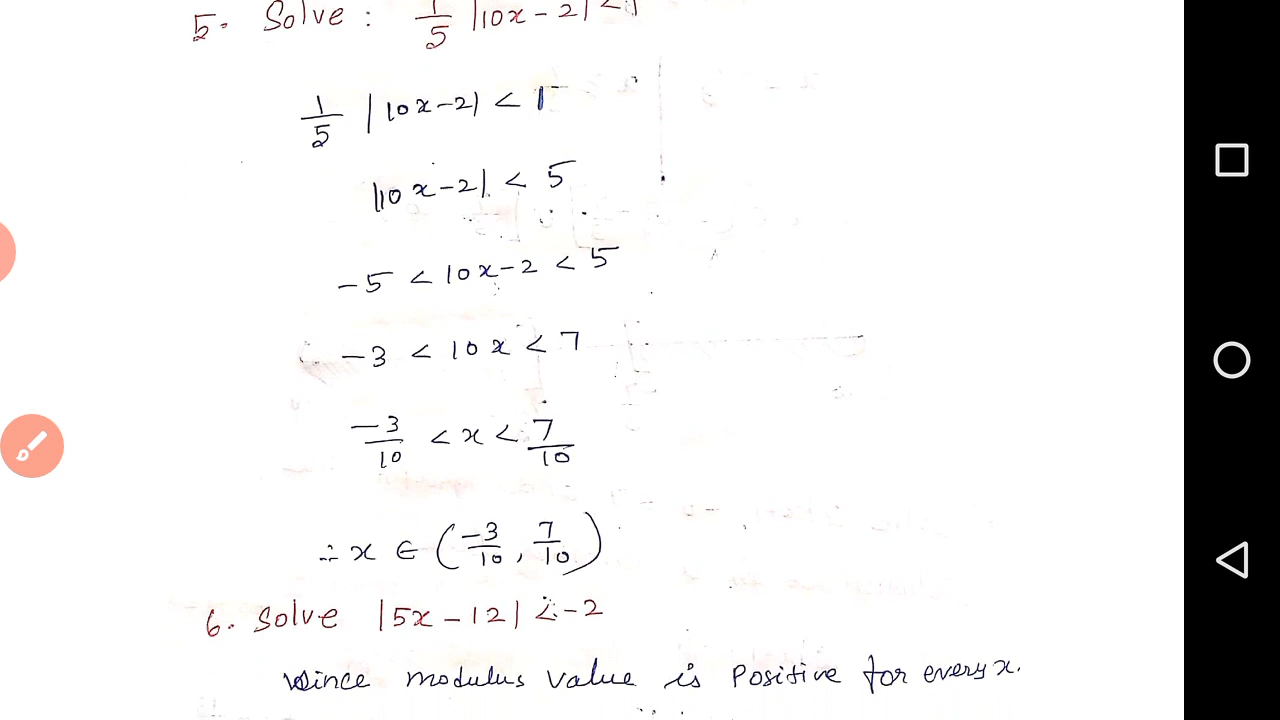 5. Solve : 1/5 |10x - 2| < 1
1/5 |10x - 2| < 1
|10x - 2| < 5
-5 < 10x - 2 < 5
-3 < 10x < 7
-3/10 < x < 7/10
∴ x ∈ (-3/10, 7/10)
6. Solve |5x - 12| < -2
Since modulus value is Positive for every x.